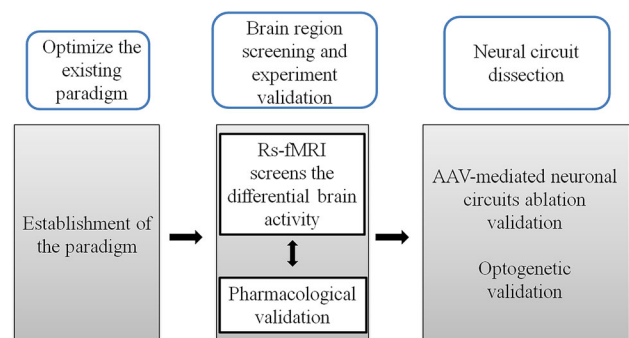 Optimize the
existing
paradigm
Brain region
screening and
experiment
validation
Neural circuit
dissection
Establishment of
the paradigm
Rs-fMRI
screens the
differential brain
activity
Pharmacological
validation
AAV-mediated neuronal
circuits ablation
validation
Optogenetic
validation